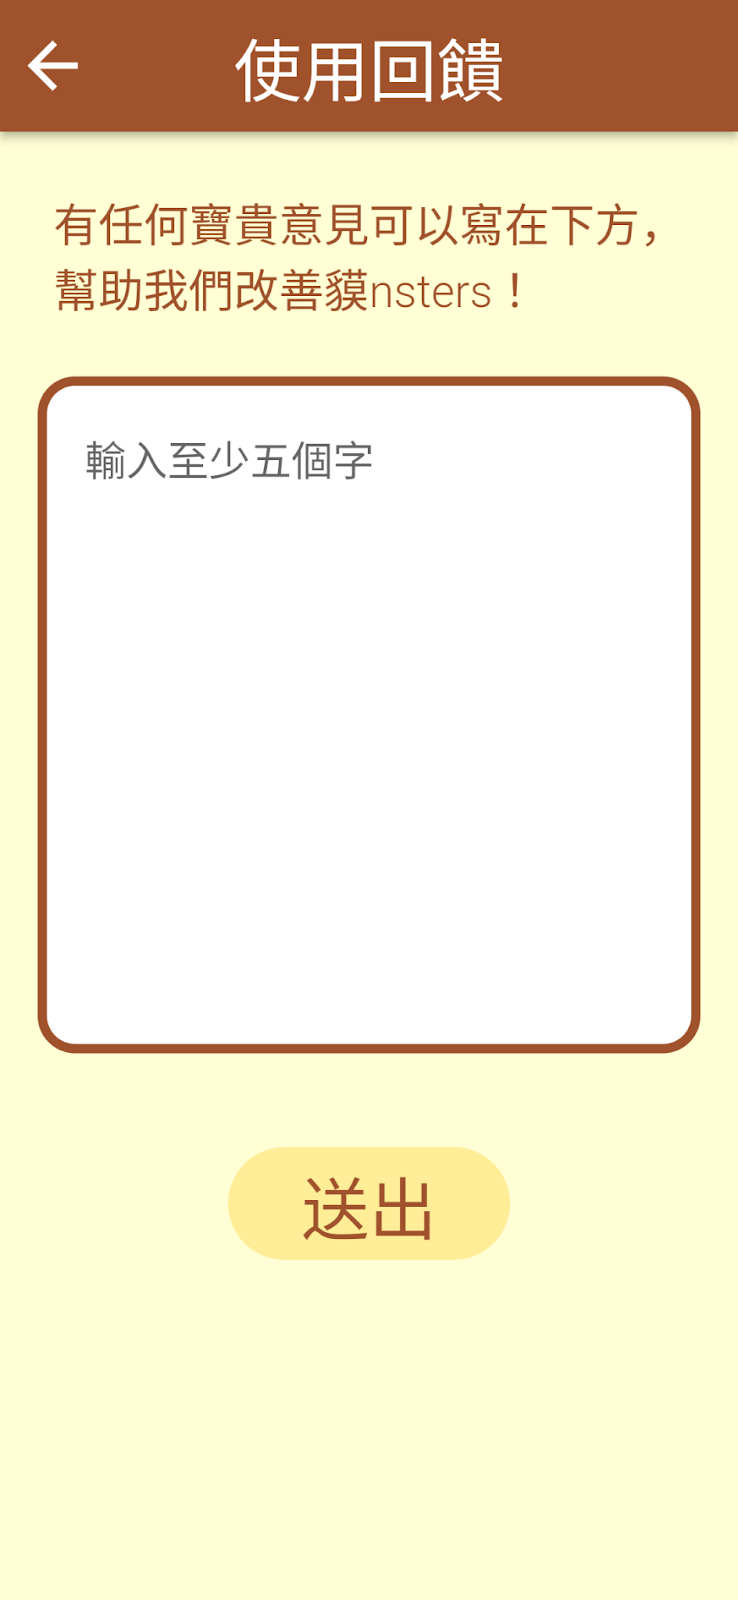 使用回饋
有任何寶貴意見可以寫在下方，
幫助我們改善貘nsters！
輸入至少五個字
送出